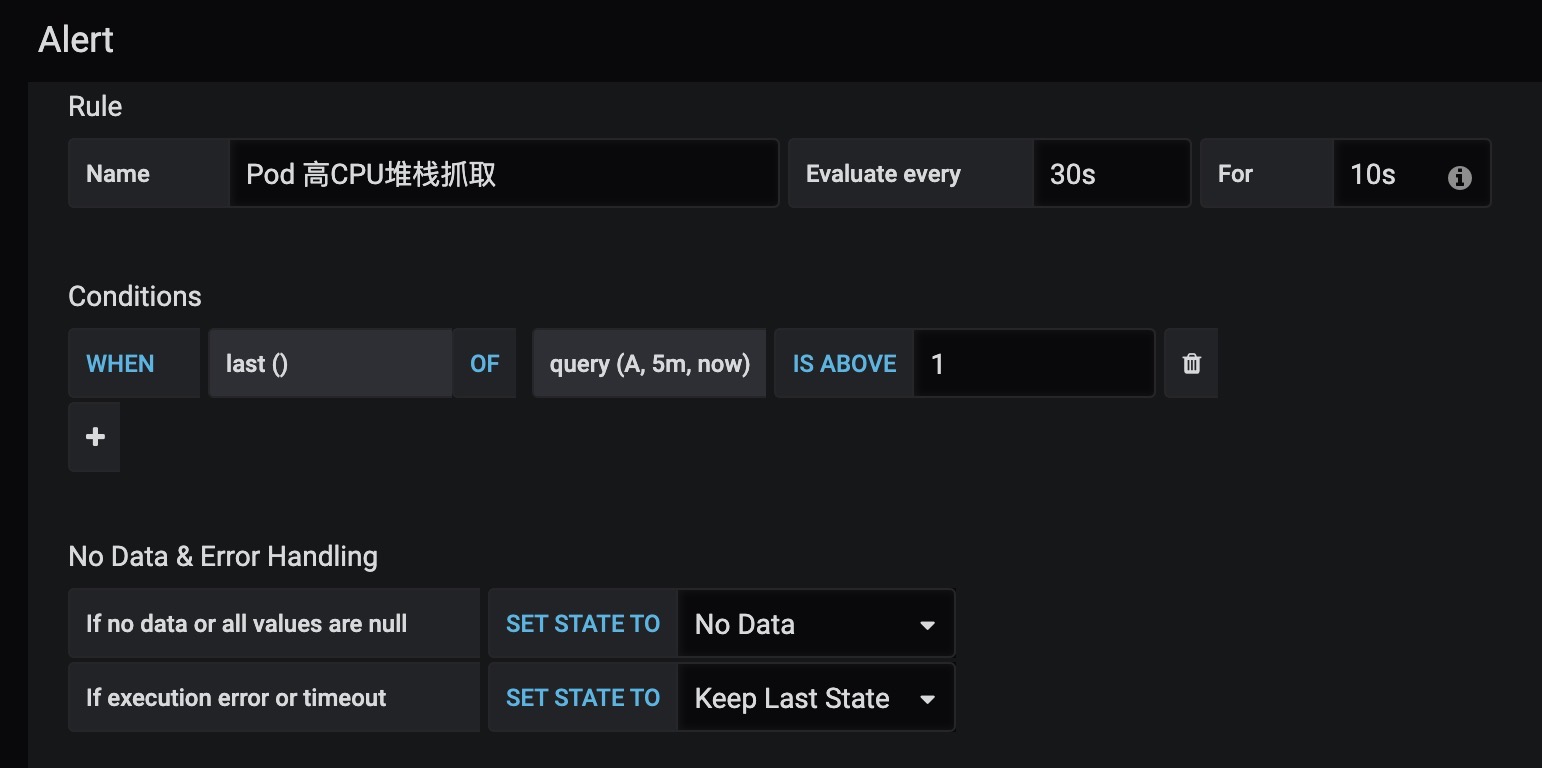 Alert
Rule
Name Pod 高CPU堆栈抓取 Evaluate every 30s For 10s
Conditions
WHEN last () OF query (A, 5m, now) IS ABOVE 1
No Data & Error Handling
If no data or all values are null SET STATE TO No Data
If execution error or timeout SET STATE TO Keep Last State